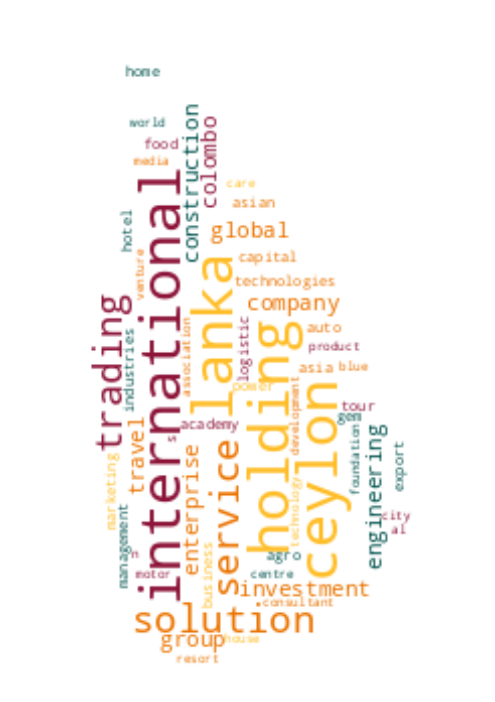 home
world
food
media
construction
colombo
international
care
asian
hotel
global
venture
capital
lanka
technologies
trading
company
holding
logistic
association
auto
industries
product
asia
blue
power
development
ceylon
tour
gem
travel
academy
s
foundation
engineering
export
service
enterprise
marketing
technology
management
city
al
n
business
agro
motor
centre
investment
consultant
solution
group
house
resort